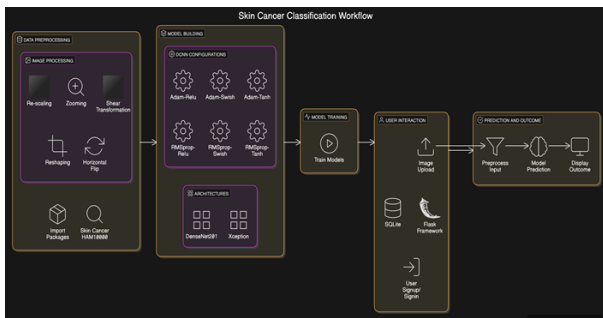 Skin Cancer Classification Workflow
DATA PREPROCESSING
IMAGE PROCESSING
Re-scaling
Zooming
Shear
Transformation
Reshaping
Horizontal
Flip
Import
Packages
Skin Cancer
HAM10000
MODEL BUILDING
DCNN CONFIGURATIONS
Adam-Relu
Adam-Swish
Adam-Tanh
RMSprop-
Relu
RMSprop-
Swish
RMSprop-
Tanh
ARCHITECTURES
DenseNet201
Xception
MODEL TRAINING
Train Models
USER INTERACTION
Image
Upload
SQLite
Flask
Framework
User
Signup/
Signin
PREDICTION AND OUTCOME
Preprocess
Input
Model
Prediction
Display
Outcome